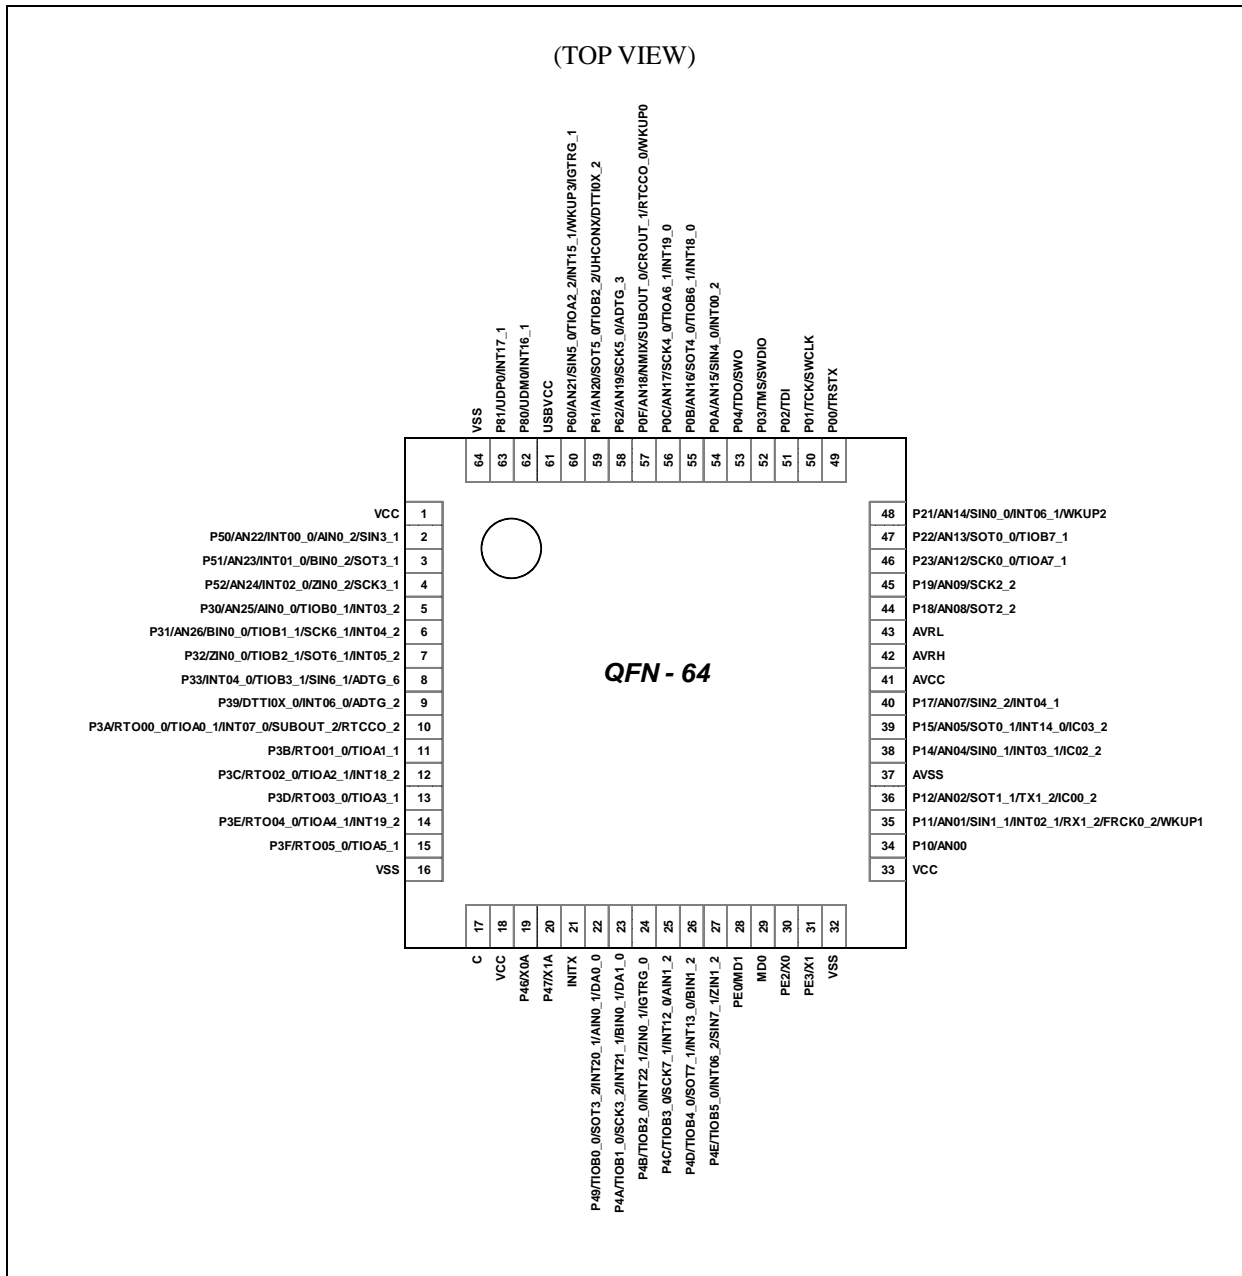 (TOP VIEW)
VSS
P81/UDP0/INT17_1
P80/UDM0/INT16_1
USBVCC
P60/AN21/SIN5_0/TIOA2_2/INT15_1/WKUP3/IGTRG_1
P61/AN20/SOT5_0/TIOB2_2/UHCONX/DTTI0X_2
P62/AN19/SCK5_0/ADTG_3
P0F/AN18/NMIX/SUBOUT_0/CROUT_1/RTCCO_0/WKUP0
P0C/AN17/SCK4_0/TIOA6_1/INT19_0
P0B/AN16/SOT4_0/TIOB6_1/INT18_0
P0A/AN15/SIN4_0/INT00_2
P04/TDO/SWO
P03/TMS/SWDIO
P02/TDI
P01/TCK/SWCLK
P00/TRSTX
64 63 62 61 60 59 58 57 56 55 54 53 52 51 50 49
VCC 1
P50/AN22/INT00_0/AIN0_2/SIN3_1 2
P51/AN23/INT01_0/BIN0_2/SOT3_1 3
P52/AN24/INT02_0/ZIN0_2/SCK3_1 4
P30/AN25/AIN0_0/TIOB0_1/INT03_2 5
P31/AN26/BIN0_0/TIOB1_1/SCK6_1/INT04_2 6
P32/ZIN0_0/TIOB2_1/SOT6_1/INT05_2 7
P33/INT04_0/TIOB3_1/SIN6_1/ADTG_6 8
P39/DTTI0X_0/INT06_0/ADTG_2 9
P3A/RTO00_0/TIOA0_1/INT07_0/SUBOUT_2/RTCCO_2 10
P3B/RTO01_0/TIOA1_1 11
P3C/RTO02_0/TIOA2_1/INT18_2 12
P3D/RTO03_0/TIOA3_1 13
P3E/RTO04_0/TIOA4_1/INT19_2 14
P3F/RTO05_0/TIOA5_1 15
VSS 16
QFN - 64
48 P21/AN14/SIN0_0/INT06_1/WKUP2
47 P22/AN13/SOT0_0/TIOB7_1
46 P23/AN12/SCK0_0/TIOA7_1
45 P19/AN09/SCK2_2
44 P18/AN08/SOT2_2
43 AVRL
42 AVRH
41 AVCC
40 P17/AN07/SIN2_2/INT04_1
39 P15/AN05/SOT0_1/INT14_0/IC03_2
38 P14/AN04/SIN0_1/INT03_1/IC02_2
37 AVSS
36 P12/AN02/SOT1_1/TX1_2/IC00_2
35 P11/AN01/SIN1_1/INT02_1/RX1_2/FRCK0_2/WKUP1
34 P10/AN00
33 VCC
17 18 19 20 21 22 23 24 25 26 27 28 29 30 31 32
C
VCC
P46/X0A
P47/X1A
INITX
P49/TIOB0_0/SOT3_2/INT20_1/AIN0_1/DA0_0
P4A/TIOB1_0/SCK3_2/INT21_1/BIN0_1/DA1_0
P4B/TIOB2_0/INT22_1/ZIN0_1/IGTRG_0
P4C/TIOB3_0/SCK7_1/INT12_0/AIN1_2
P4D/TIOB4_0/SOT7_1/INT13_0/BIN1_2
P4E/TIOB5_0/INT06_2/SIN7_1/ZIN1_2
PE0/MD1
MD0
PE2/X0
PE3/X1
VSS